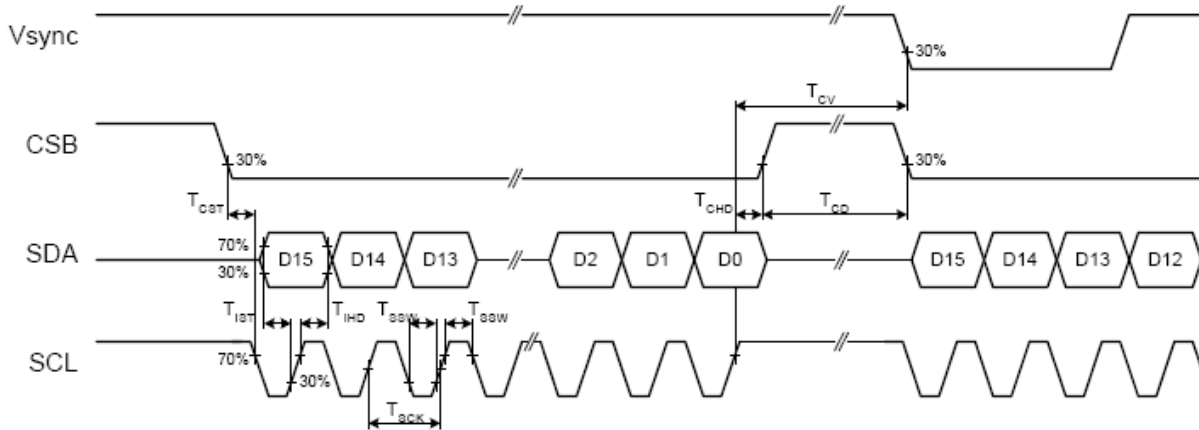 Vsync
30%
T_CV
CSB
30%
30%
T_CST
T_CHD
T_CD
SDA
70%
30%
D15 D14 D13 D2 D1 D0 D15 D14 D13 D12
T_IST T_IHD T_SSW T_SSW
SCL
70%
30%
T_SCK